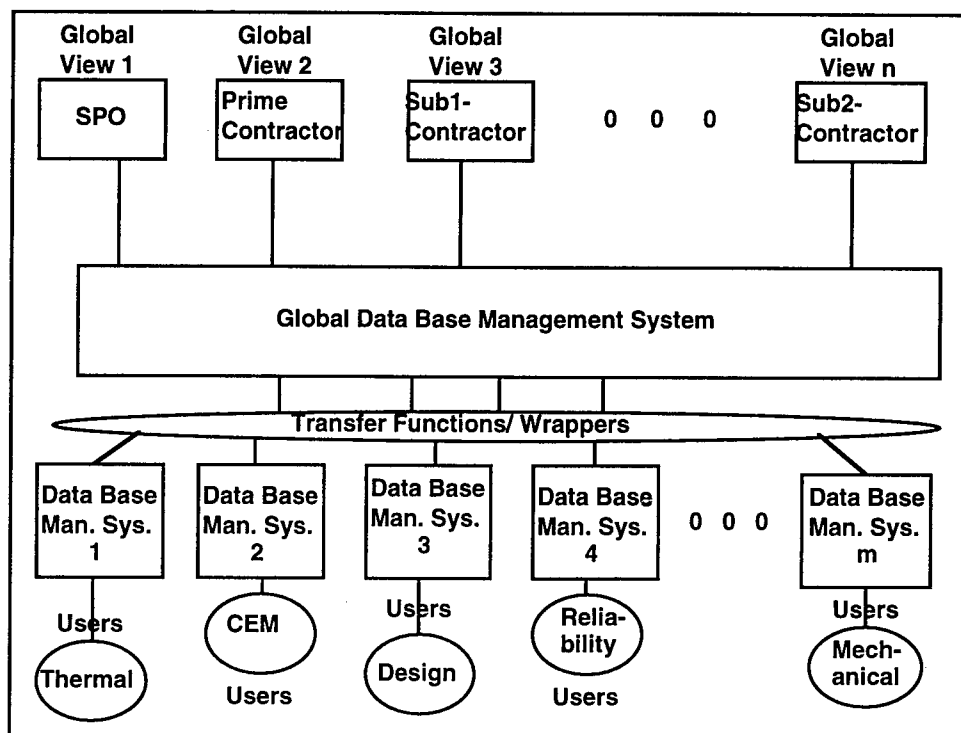 Global
View 1
Global
View 2
Global
View 3
Global
View n
SPO
Prime
Contractor
Sub1-
Contractor
0 0 0
Sub2-
Contractor
Global Data Base Management System
Transfer Functions/ Wrappers
Data Base
Man. Sys.
1
Data Base
Man. Sys.
2
Data Base
Man. Sys.
3
Data Base
Man. Sys.
4
0 0 0
Data Base
Man. Sys.
m
Users
Thermal
CEM
Users
Users
Design
Relia-
bility
Users
Users
Mech-
anical